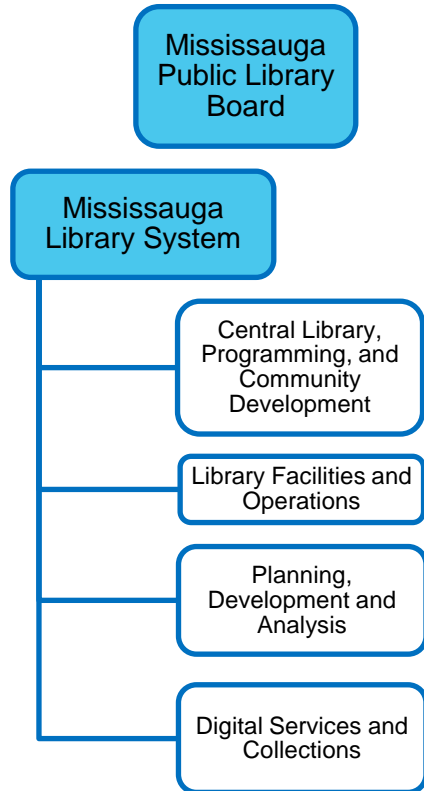 Mississauga
Public Library
Board
Mississauga
Library System
Central Library,
Programming, and
Community
Development
Library Facilities and
Operations
Planning,
Development and
Analysis
Digital Services and
Collections